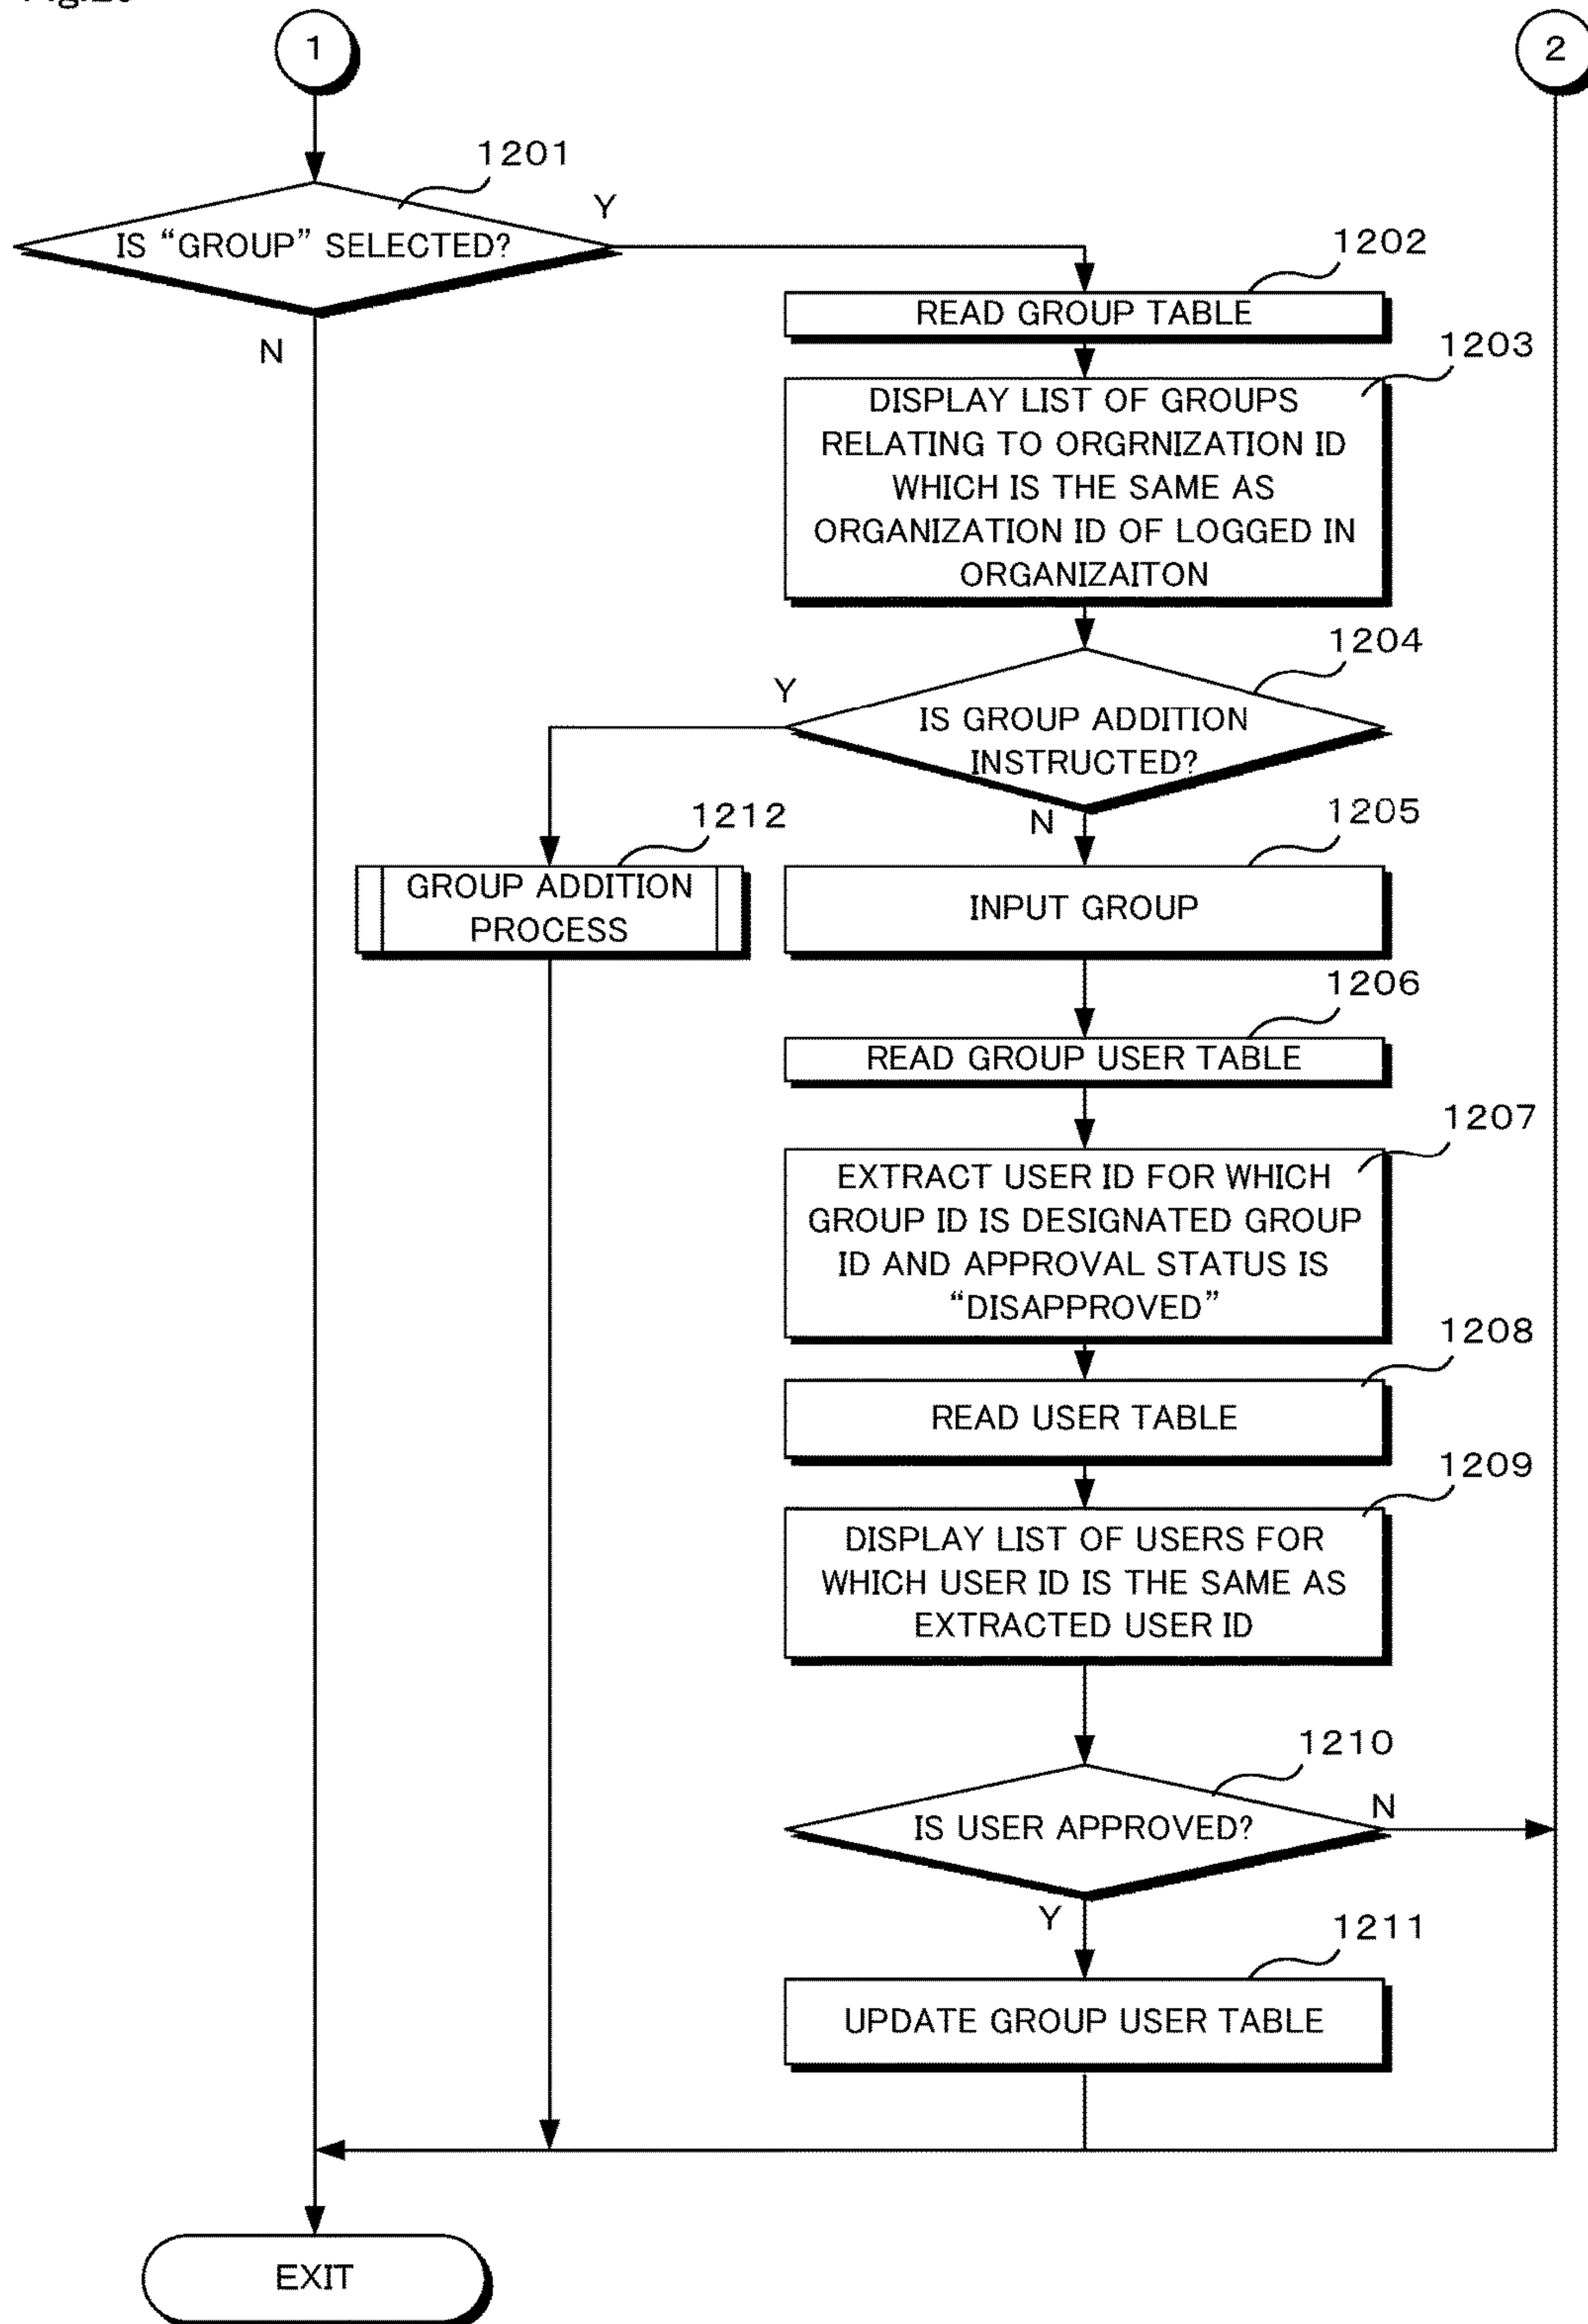 1
2
1201
IS “GROUP” SELECTED?
Y
N
1202
READ GROUP TABLE
1203
DISPLAY LIST OF GROUPS
RELATING TO ORGRNIZATION ID
WHICH IS THE SAME AS
ORGANIZATION ID OF LOGGED IN
ORGANIZAITON
1204
Y
IS GROUP ADDITION
INSTRUCTED?
N
1212
GROUP ADDITION
PROCESS
1205
INPUT GROUP
1206
READ GROUP USER TABLE
1207
EXTRACT USER ID FOR WHICH
GROUP ID IS DESIGNATED GROUP
ID AND APPROVAL STATUS IS
“DISAPPROVED”
1208
READ USER TABLE
1209
DISPLAY LIST OF USERS FOR
WHICH USER ID IS THE SAME AS
EXTRACTED USER ID
1210
IS USER APPROVED?
N
Y
1211
UPDATE GROUP USER TABLE
EXIT